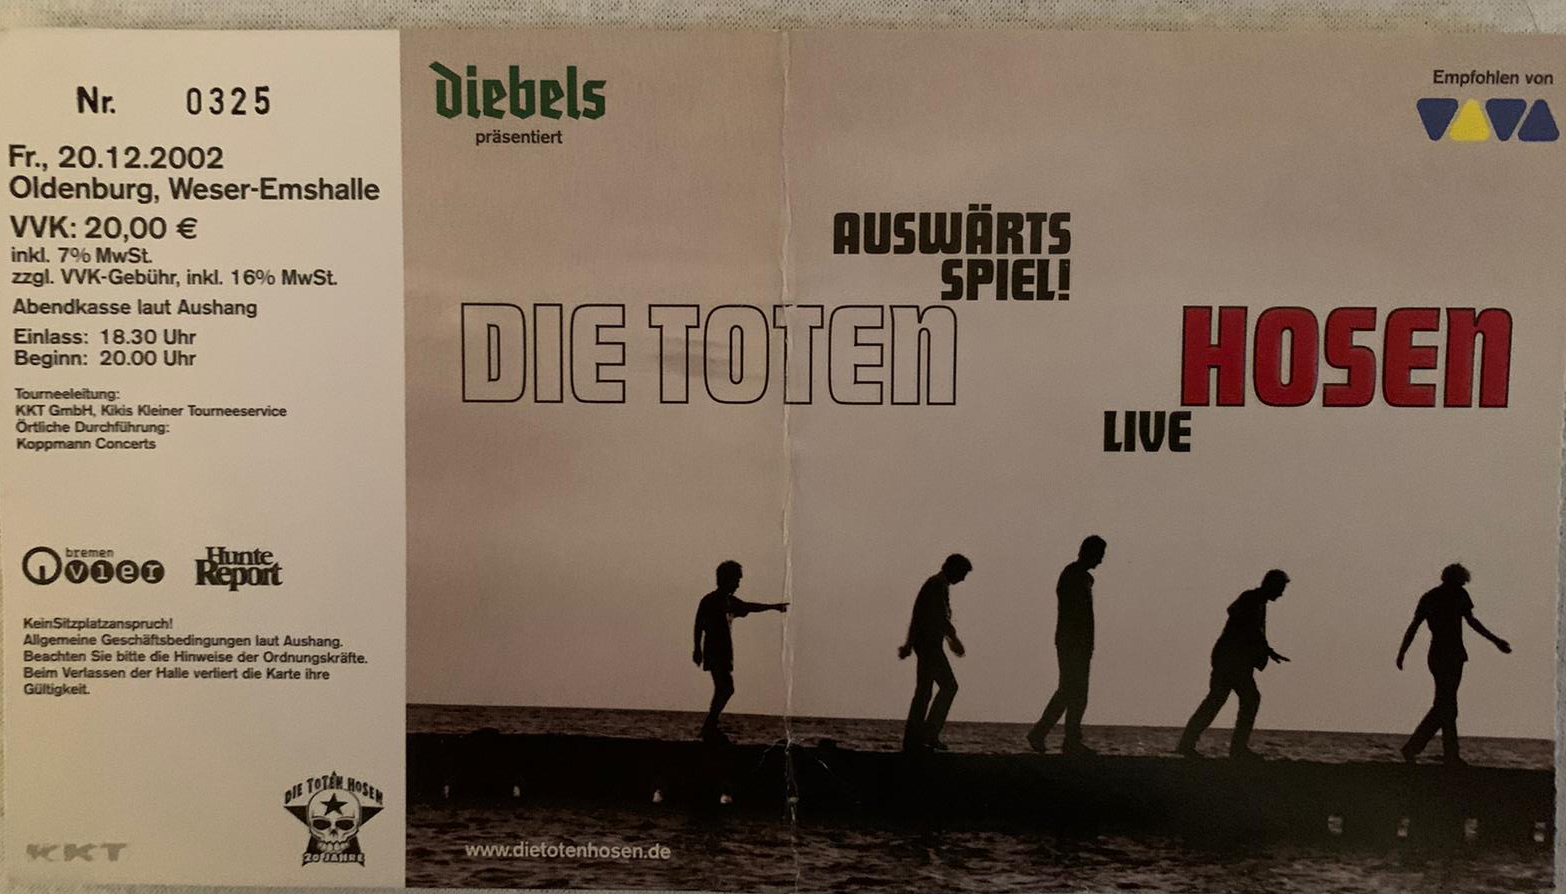 Nr. 0325
Fr., 20.12.2002
Oldenburg, Weser-Emshalle
VVK: 20,00 €
inkl. 7% MwSt.
zzgl. VVK-Gebühr, inkl. 16% MwSt.
Abendkasse laut Aushang
Einlass: 18.30 Uhr
Beginn: 20.00 Uhr
Tourneeleitung:
KKT GmbH, Kikis Kleiner Tourneeservice
Örtliche Durchführung:
Koppmann Concerts
bremen
vier
Hunte
Report
KeinSitzplatzanspruch!
Allgemeine Geschäftsbedingungen laut Aushang.
Beachten Sie bitte die Hinweise der Ordnungskräfte.
Beim Verlassen der Halle verliert die Karte ihre
Gültigkeit.
DIE TOTEN HOSEN
20 JAHRE
KKT
diebels
präsentiert
Empfohlen von
VIVA
AUSWÄRTS
SPIEL!
DIE TOTEN HOSEN
LIVE
www.dietotenhosen.de